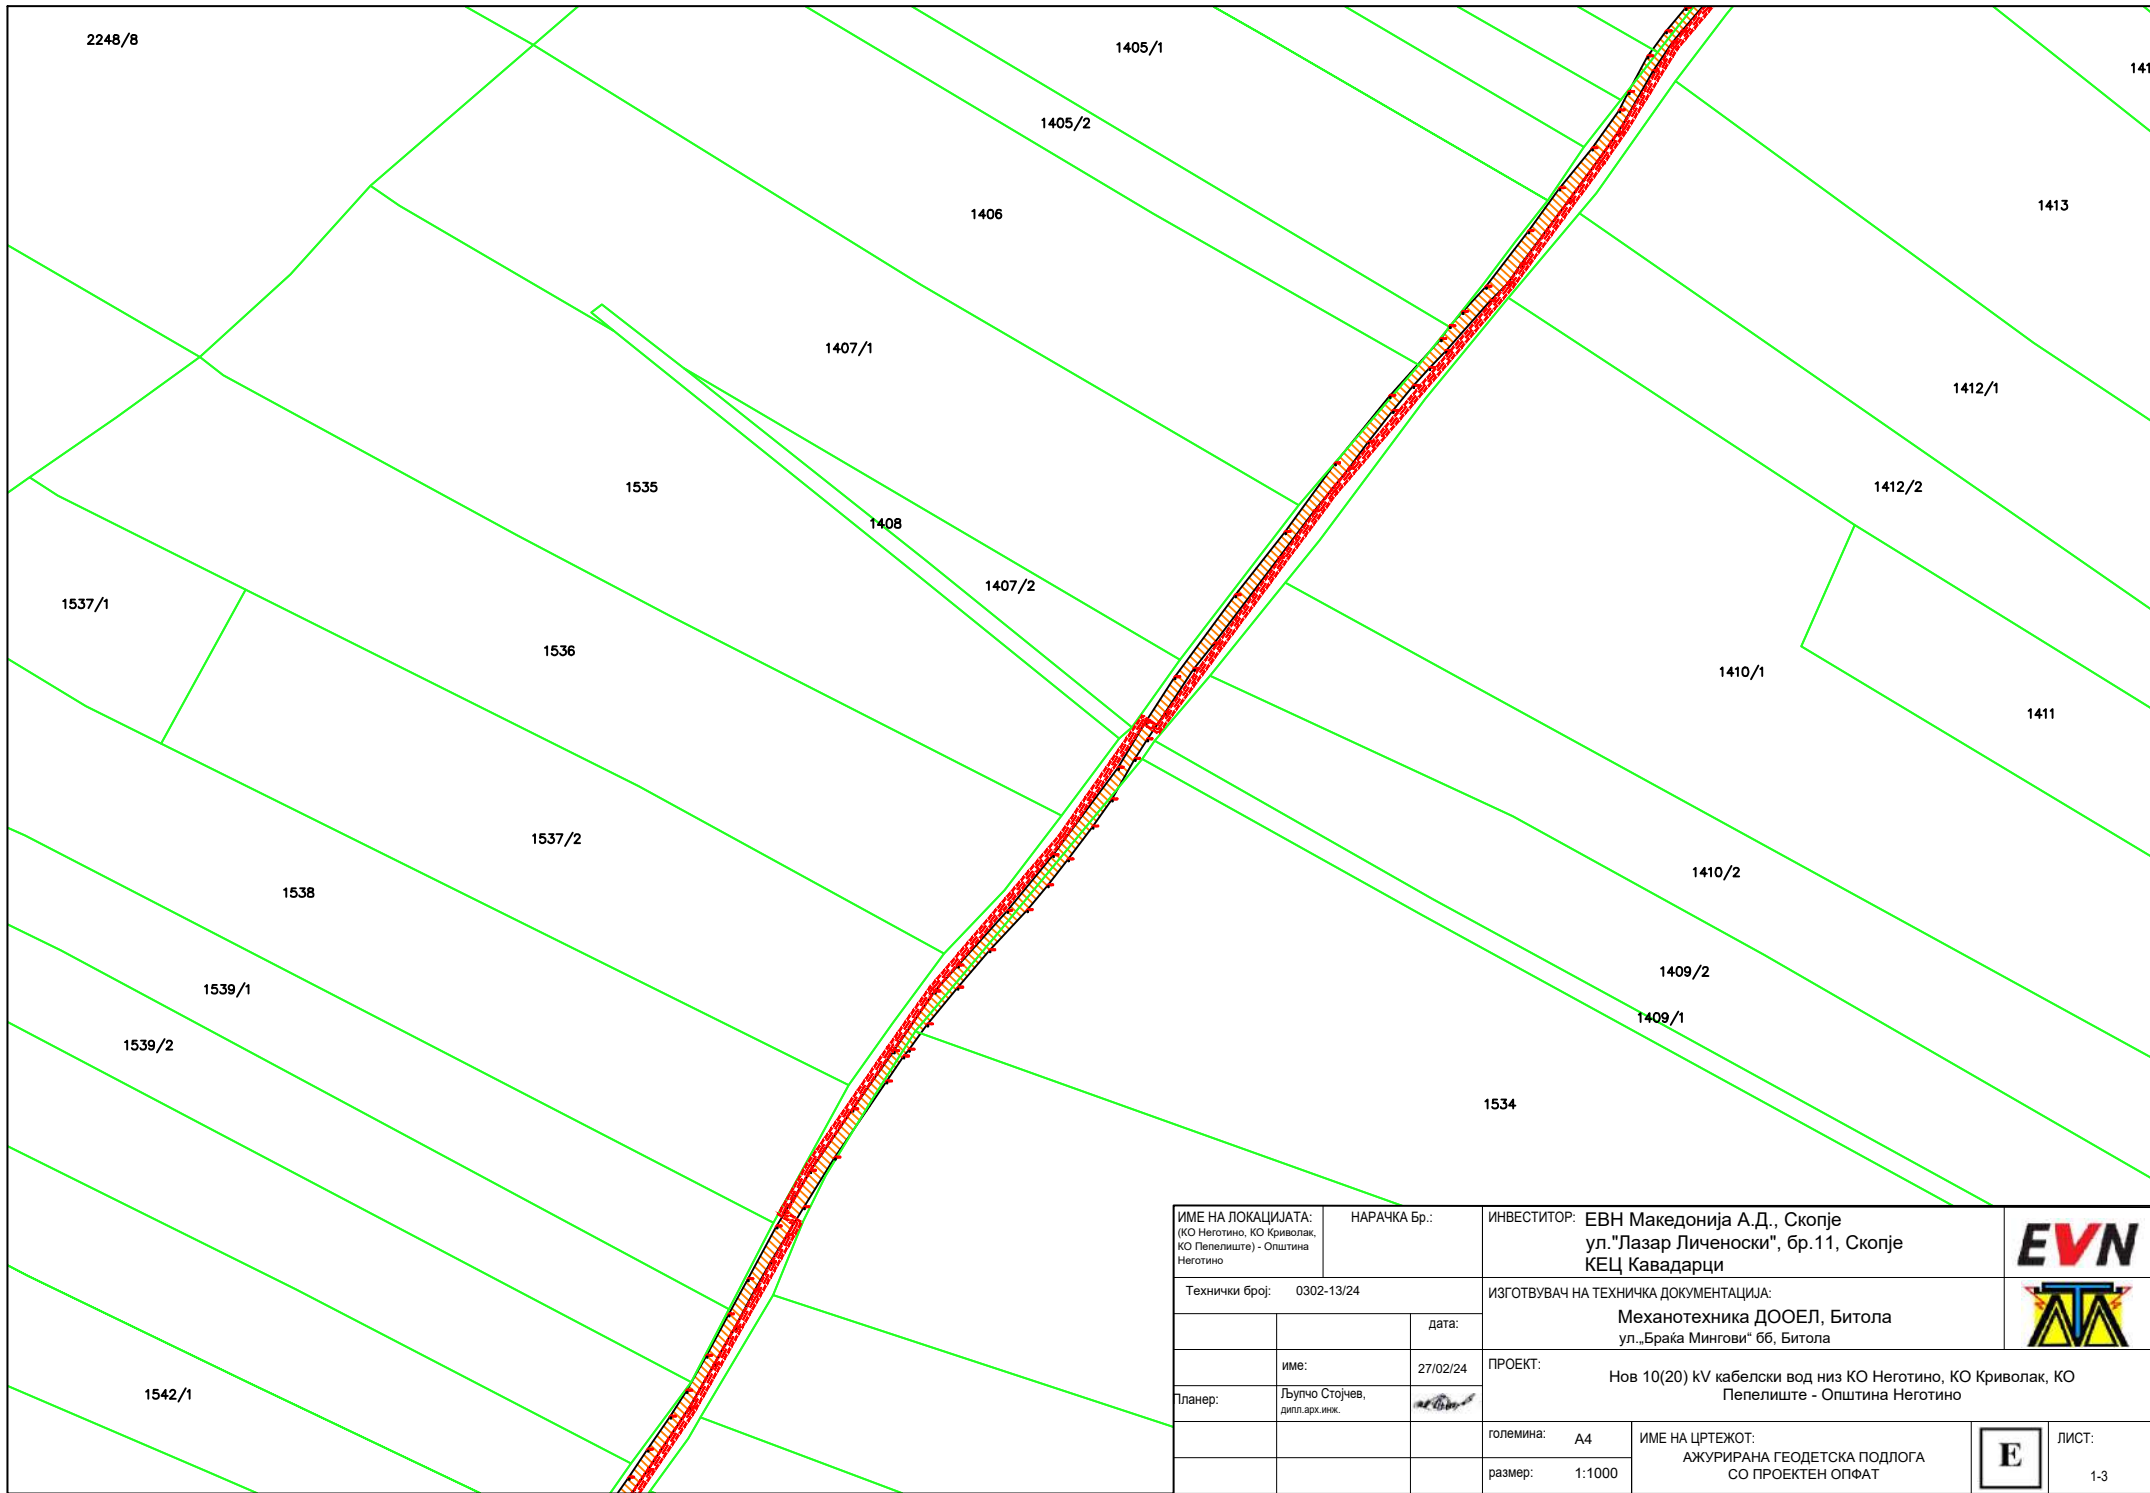 2248/8
1405/1
141
1405/2
1413
1406
1407/1
1412/1
1535
1412/2
1408
1407/2
1537/1
1536
1410/1
1411
1537/2
1410/2
1538
1409/2
1539/1
1409/1
1539/2
1534
1542/1
ИМЕ НА ЛОКАЦИЈАТА:
(КО Неготино, КО Криволак,
КО Пепелиште) - Општина
Неготино
НАРАЧКА Бр.:
ИНВЕСТИТОР: ЕВН Македонија А.Д., Скопје
ул."Лазар Личеноски", бр.11, Скопје
КЕЦ Кавадарци
EVN
Технички број: 0302-13/24
ИЗГОТВУВАЧ НА ТЕХНИЧКА ДОКУМЕНТАЦИЈА:
Механотехника ДООЕЛ, Битола
ул.„Браќа Мингови“ бб, Битола
дата:
име:
27/02/24
ПРОЕКТ:
Нов 10(20) kV кабелски вод низ КО Неготино, КО Криволак, КО
Пепелиште - Општина Неготино
Планер:
Љупчо Стојчев,
дипл.арх.инж.
големина: А4
размер: 1:1000
ИМЕ НА ЦРТЕЖОТ:
АЖУРИРАНА ГЕОДЕТСКА ПОДЛОГА
СО ПРОЕКТЕН ОПФАТ
Е
ЛИСТ:
1-3